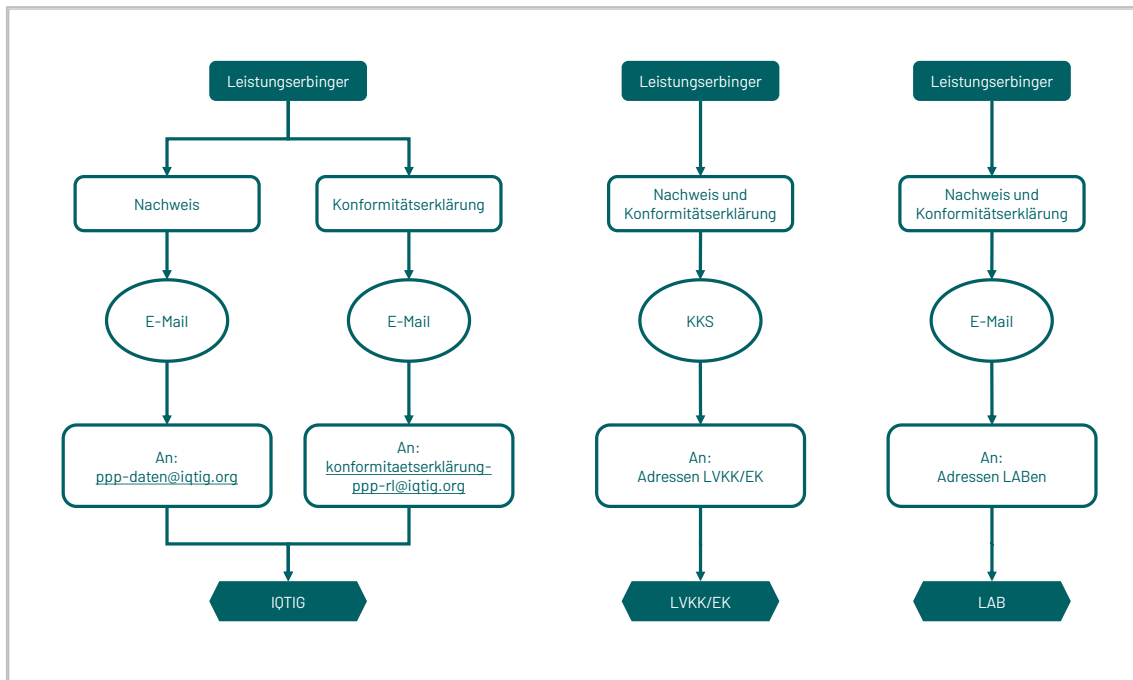 Leistungserbinger
Leistungserbinger
Leistungserbinger
Nachweis
Konformitätserklärung
Nachweis und
Konformitätserklärung
Nachweis und
Konformitätserklärung
E-Mail
E-Mail
KKS
E-Mail
An:
ppp-daten@iqtig.org
An:
konformitaetserklärung-
ppp-rl@iqtig.org
An:
Adressen LVKK/EK
An:
Adressen LABen
IQTIG
LVKK/EK
LAB